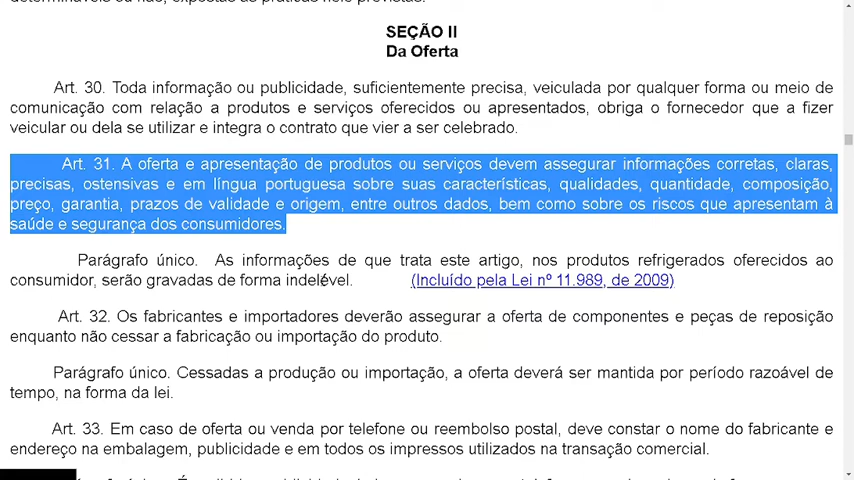 determináveis ou não, expostas às práticas nele previstas.
SEÇÃO II
Da Oferta
Art. 30. Toda informação ou publicidade, suficientemente precisa, veiculada por qualquer forma ou meio de
comunicação com relação a produtos e serviços oferecidos ou apresentados, obriga o fornecedor que a fizer
veicular ou dela se utilizar e integra o contrato que vier a ser celebrado.
Art. 31. A oferta e apresentação de produtos ou serviços devem assegurar informações corretas, claras,
precisas, ostensivas e em língua portuguesa sobre suas características, qualidades, quantidade, composição,
preço, garantia, prazos de validade e origem, entre outros dados, bem como sobre os riscos que apresentam à
saúde e segurança dos consumidores.
Parágrafo único. As informações de que trata este artigo, nos produtos refrigerados oferecidos ao
consumidor, serão gravadas de forma indelével. (Incluído pela Lei nº 11.989, de 2009)
Art. 32. Os fabricantes e importadores deverão assegurar a oferta de componentes e peças de reposição
enquanto não cessar a fabricação ou importação do produto.
Parágrafo único. Cessadas a produção ou importação, a oferta deverá ser mantida por período razoável de
tempo, na forma da lei.
Art. 33. Em caso de oferta ou venda por telefone ou reembolso postal, deve constar o nome do fabricante e
endereço na embalagem, publicidade e em todos os impressos utilizados na transação comercial.